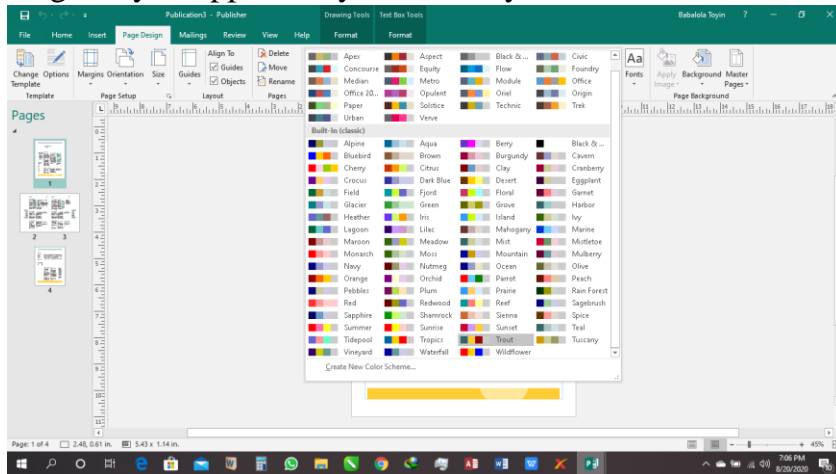 Publication3 - Publisher
Drawing Tools Text Box Tools
Babalola Toyin ?
File Home Insert Page Design Mailings Review View Help Format Format
Change Template Options Margins Orientation Size Guides
Align To
Guides
Objects
Delete
Move
Rename
Template Page Setup Layout Pages
Fonts Apply Image Background Master Pages
Page Background
Pages
1
2 3
4
Apex Aspect Black & ... Civic
Concourse Equity Flow Foundry
Median Metro Module Office
Office 20... Opulent Oriel Origin
Paper Solstice Technic Trek
Urban Verve
Built-In (classic)
Alpine Aqua Berry Black & ...
Bluebird Brown Burgundy Cavern
Cherry Citrus Clay Cranberry
Crocus Dark Blue Desert Eggplant
Field Fjord Floral Garnet
Glacier Green Grove Harbor
Heather Iris Island Ivy
Lagoon Lilac Mahogany Marine
Maroon Meadow Mist Mistletoe
Monarch Moss Mountain Mulberry
Navy Nutmeg Ocean Olive
Orange Orchid Parrot Peach
Pebbles Plum Prairie Rain Forest
Red Redwood Reef Sagebrush
Sapphire Shamrock Sienna Spice
Summer Sunrise Sunset Teal
Tidepool Tropics Trout Tuscany
Vineyard Waterfall Wildflower
Create New Color Scheme...
Page: 1 of 4 2.48, 0.61 in. 5.43 x 1.14 in.
45%
7:06 PM
8/20/2020